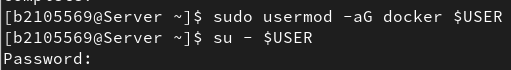 [b2105569@Server ~]$ sudo usermod -aG docker $USER
[b2105569@Server ~]$ su - $USER
Password: